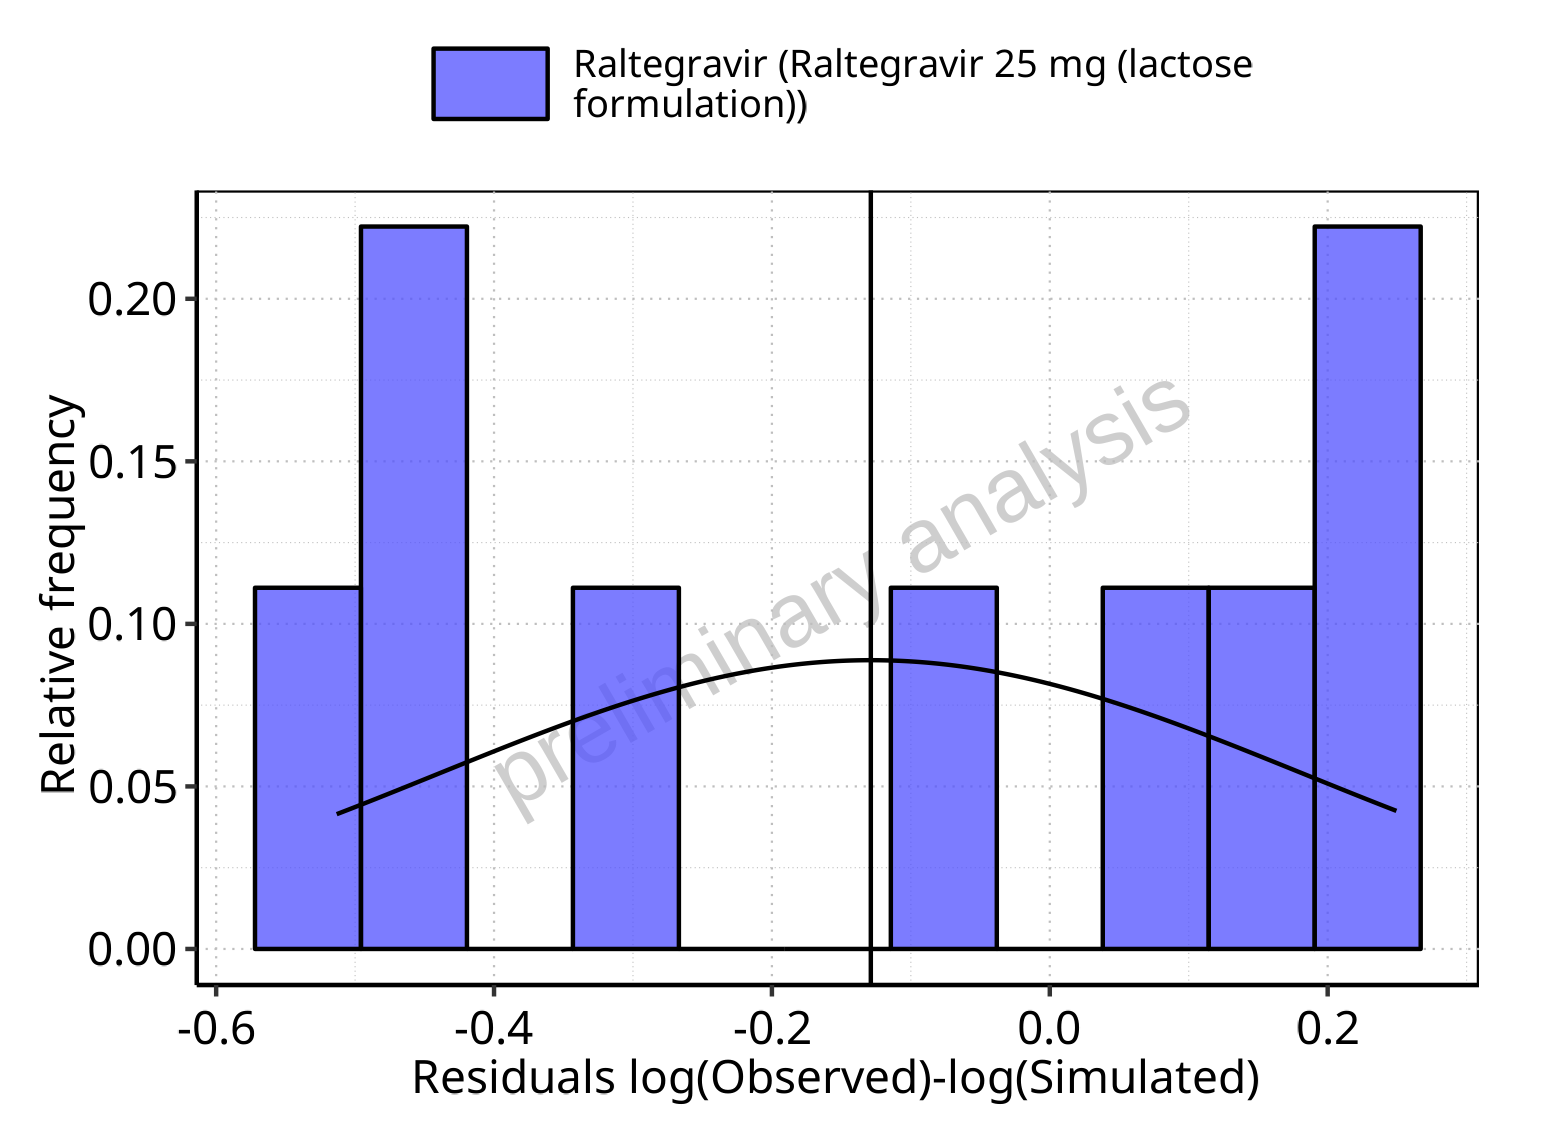 Raltegravir (Raltegravir 25 mg (lactose
formulation))
Relative frequency
0.20
0.15
0.10
0.05
0.00
preliminary analysis
-0.6
-0.4
-0.2
0.0
0.2
Residuals log(Observed)-log(Simulated)